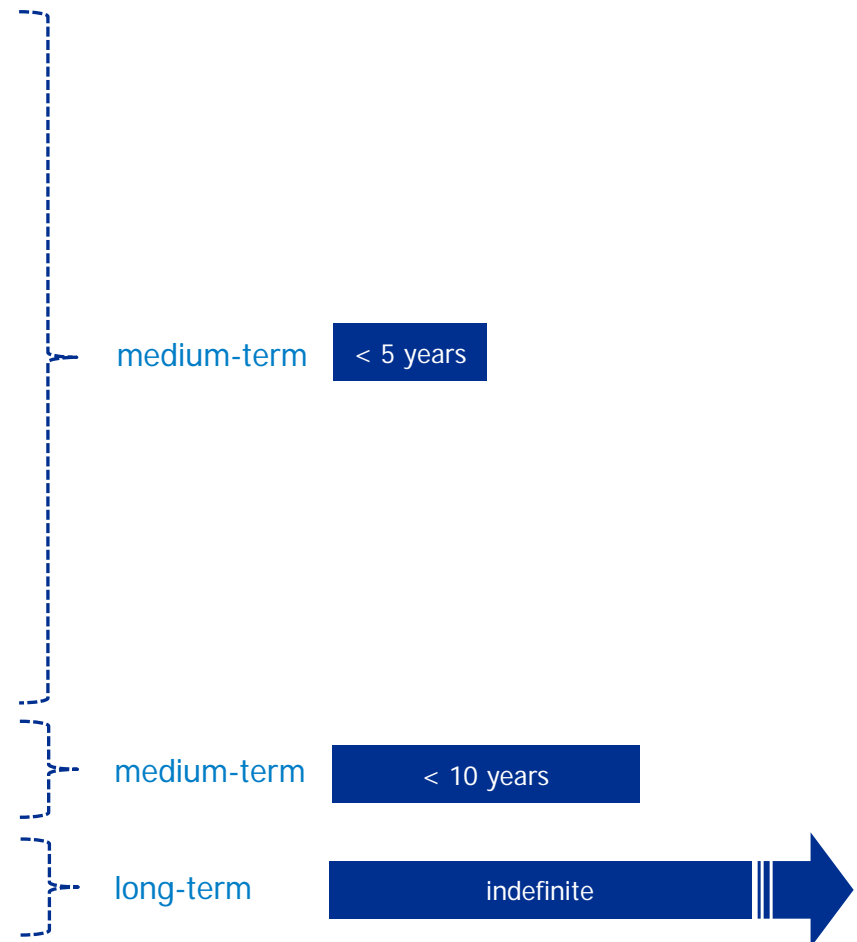 medium-term
< 5 years
medium-term
< 10 years
long-term
indefinite